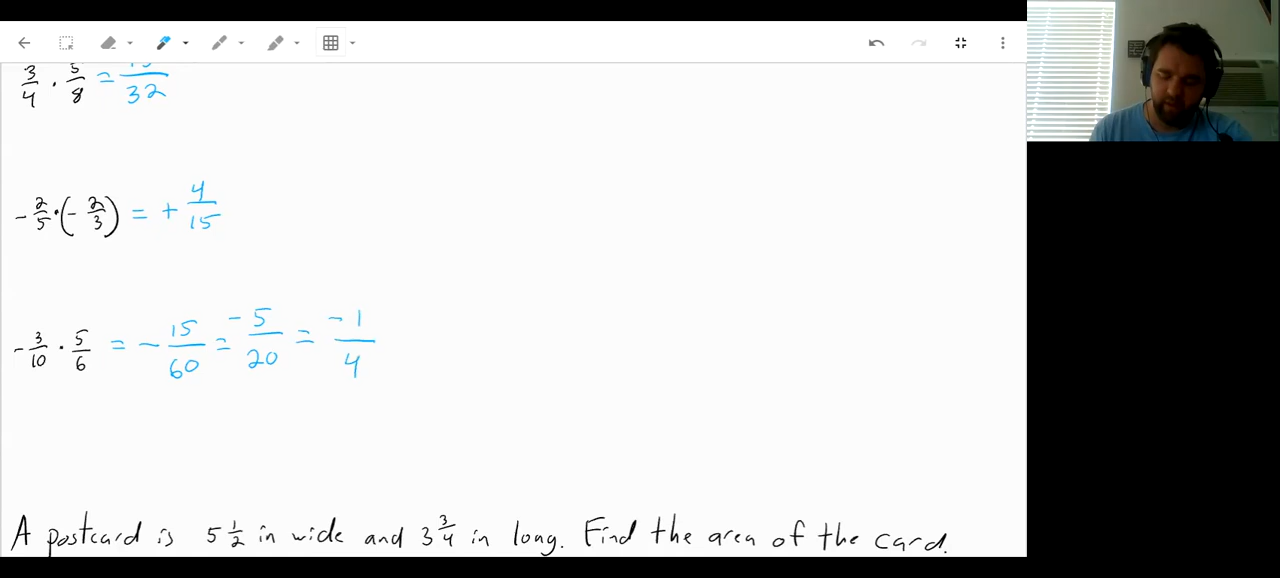 3/4 · 5/8 = 15/32
-2/5 · (-2/3) = + 4/15
-3/10 · 5/6 = - 15/60 = -5/20 = -1/4
A postcard is 5 1/2 in wide and 3 3/4 in long. Find the area of the card.